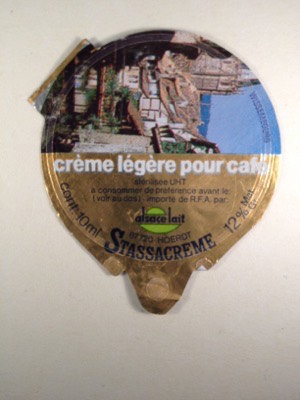 crème légère pour café
stérilisée UHT
à consommer de préférence avant le
(voir au dos) - importé de R.F.A. par:
cont. 10ml
alsace lait
12% Mat. G.
67720 HOERDT
STASSACREME